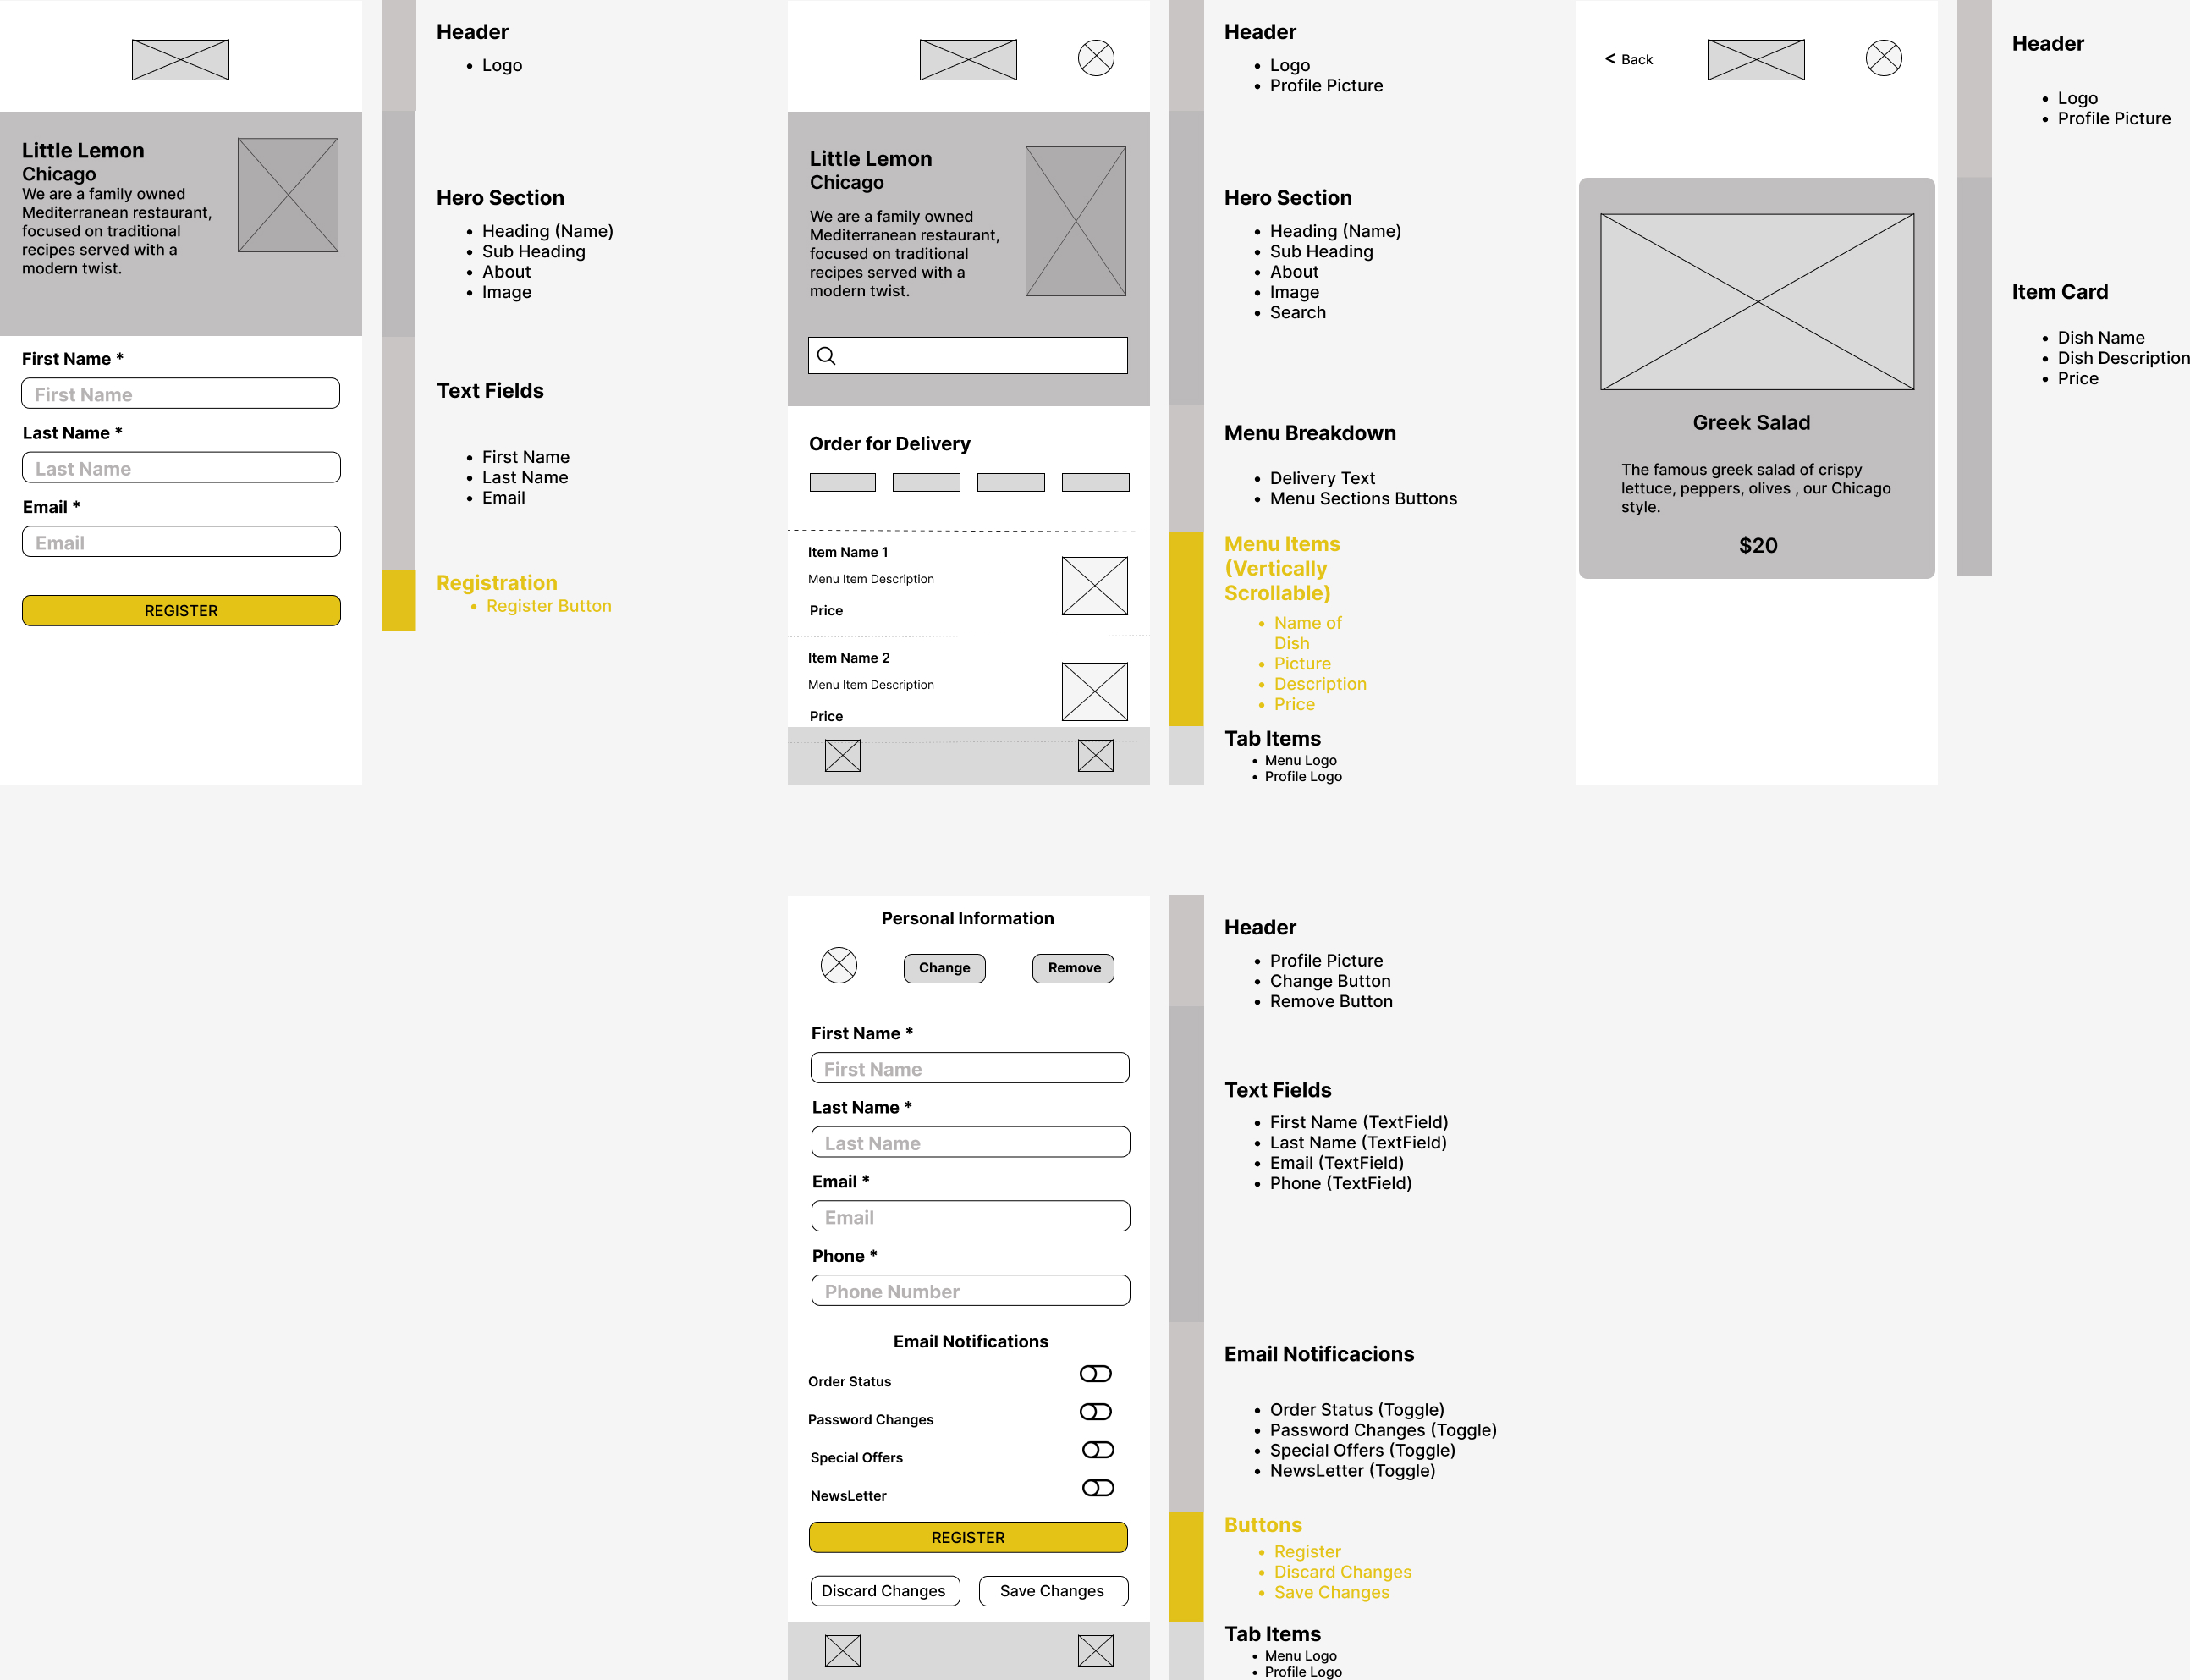 Header
• Logo
Little Lemon
Chicago
We are a family owned
Mediterranean restaurant,
focused on traditional
recipes served with a
modern twist.
Hero Section
• Heading (Name)
• Sub Heading
• About
• Image
First Name *
First Name
Last Name *
Last Name
Email *
Email
REGISTER
Text Fields
• First Name
• Last Name
• Email
Registration
• Register Button
Header
• Logo
• Profile Picture
Little Lemon
Chicago
We are a family owned
Mediterranean restaurant,
focused on traditional
recipes served with a
modern twist.
Hero Section
• Heading (Name)
• Sub Heading
• About
• Image
• Search
Order for Delivery
Menu Breakdown
• Delivery Text
• Menu Sections Buttons
Item Name 1
Menu Item Description
Price
Item Name 2
Menu Item Description
Price
Menu Items
(Vertically
Scrollable)
• Name of
Dish
• Picture
• Description
• Price
Tab Items
• Menu Logo
• Profile Logo
< Back
Header
• Logo
• Profile Picture
Greek Salad
The famous greek salad of crispy
lettuce, peppers, olives , our Chicago
style.
$20
Item Card
• Dish Name
• Dish Description
• Price
Personal Information
Change
Remove
Header
• Profile Picture
• Change Button
• Remove Button
First Name *
First Name
Last Name *
Last Name
Email *
Email
Phone *
Phone Number
Text Fields
• First Name (TextField)
• Last Name (TextField)
• Email (TextField)
• Phone (TextField)
Email Notifications
Order Status
Password Changes
Special Offers
NewsLetter
Email Notificacions
• Order Status (Toggle)
• Password Changes (Toggle)
• Special Offers (Toggle)
• NewsLetter (Toggle)
REGISTER
Discard Changes
Save Changes
Buttons
• Register
• Discard Changes
• Save Changes
Tab Items
• Menu Logo
• Profile Logo